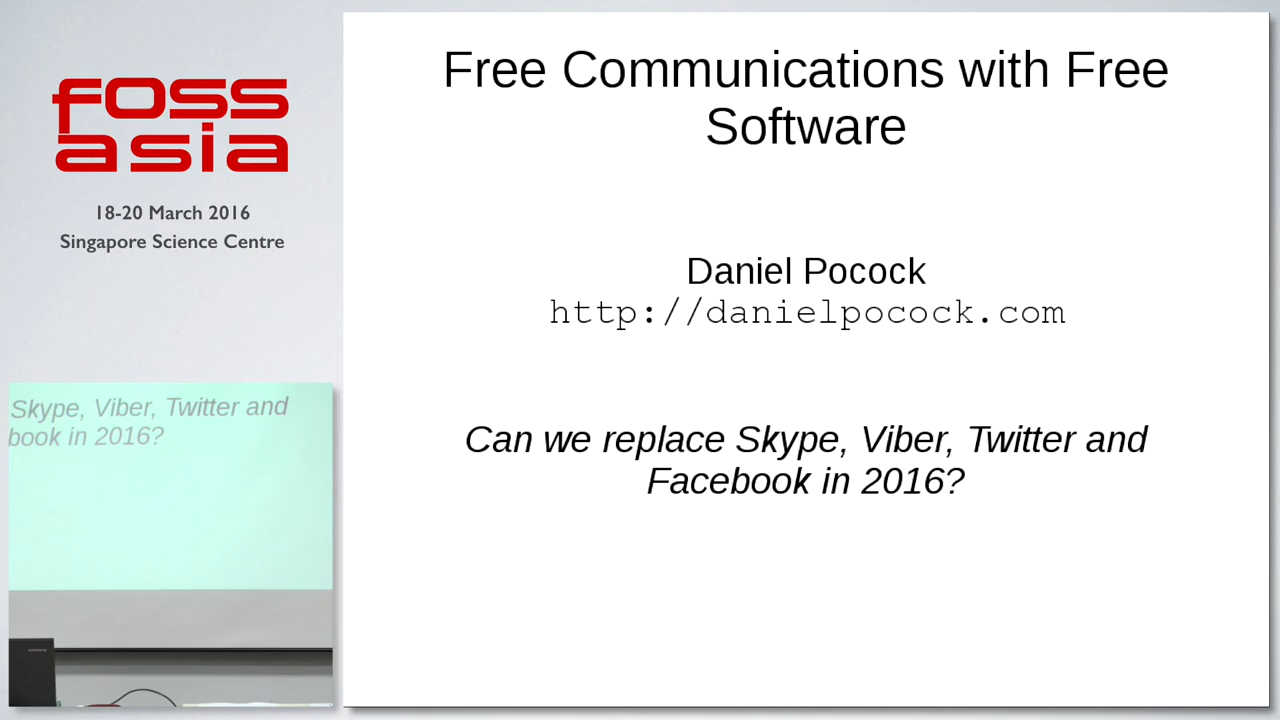 foss
asia
18-20 March 2016
Singapore Science Centre
Skype, Viber, Twitter and
book in 2016?
Free Communications with Free
Software
Daniel Pocock
http://danielpocock.com
Can we replace Skype, Viber, Twitter and
Facebook in 2016?